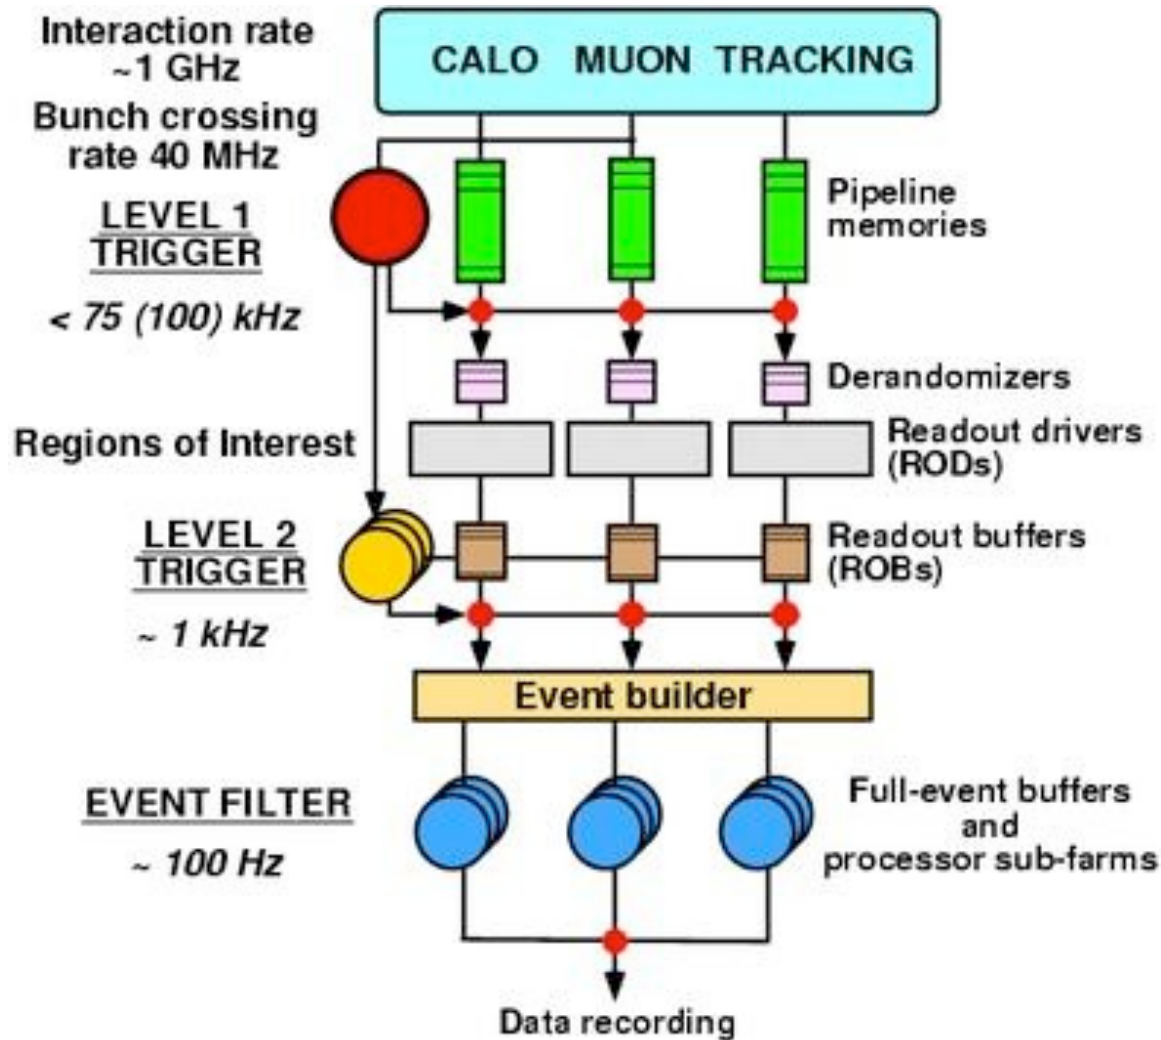 Interaction rate
~1 GHz
Bunch crossing
rate 40 MHz
CALO MUON TRACKING
LEVEL 1
TRIGGER
< 75 (100) kHz
Pipeline
memories
Derandomizers
Regions of Interest
Readout drivers
(RODs)
LEVEL 2
TRIGGER
~ 1 kHz
Readout buffers
(ROBs)
Event builder
EVENT FILTER
~ 100 Hz
Full-event buffers
and
processor sub-farms
Data recording